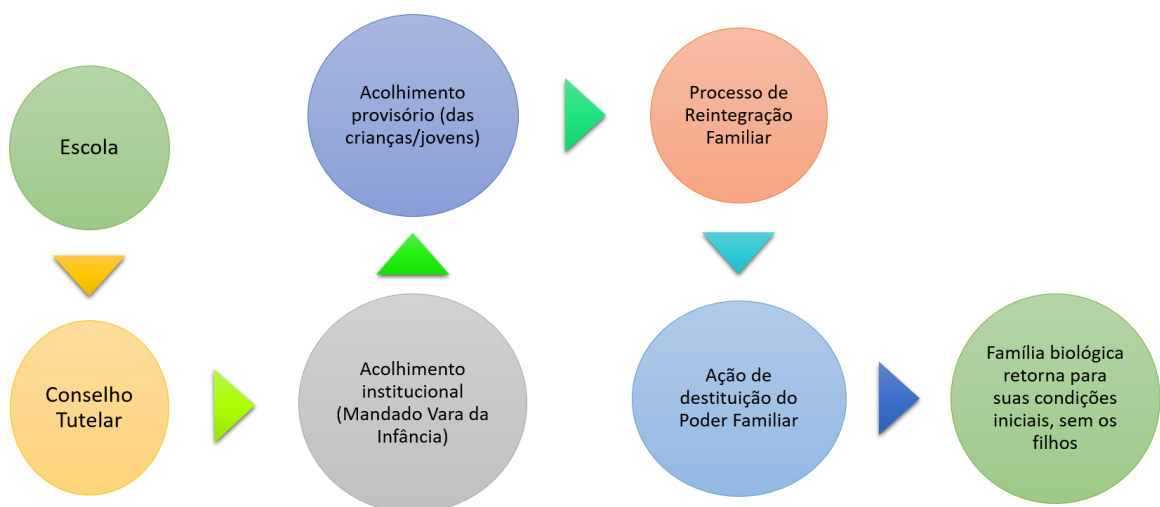 Escola
Conselho
Tutelar
Acolhimento
institucional
(Mandado Vara da
Infância)
Acolhimento
provisório (das
crianças/jovens)
Processo de
Reintegração
Familiar
Ação de
destituição do
Poder Familiar
Família biológica
retorna para
suas condições
iniciais, sem os
filhos